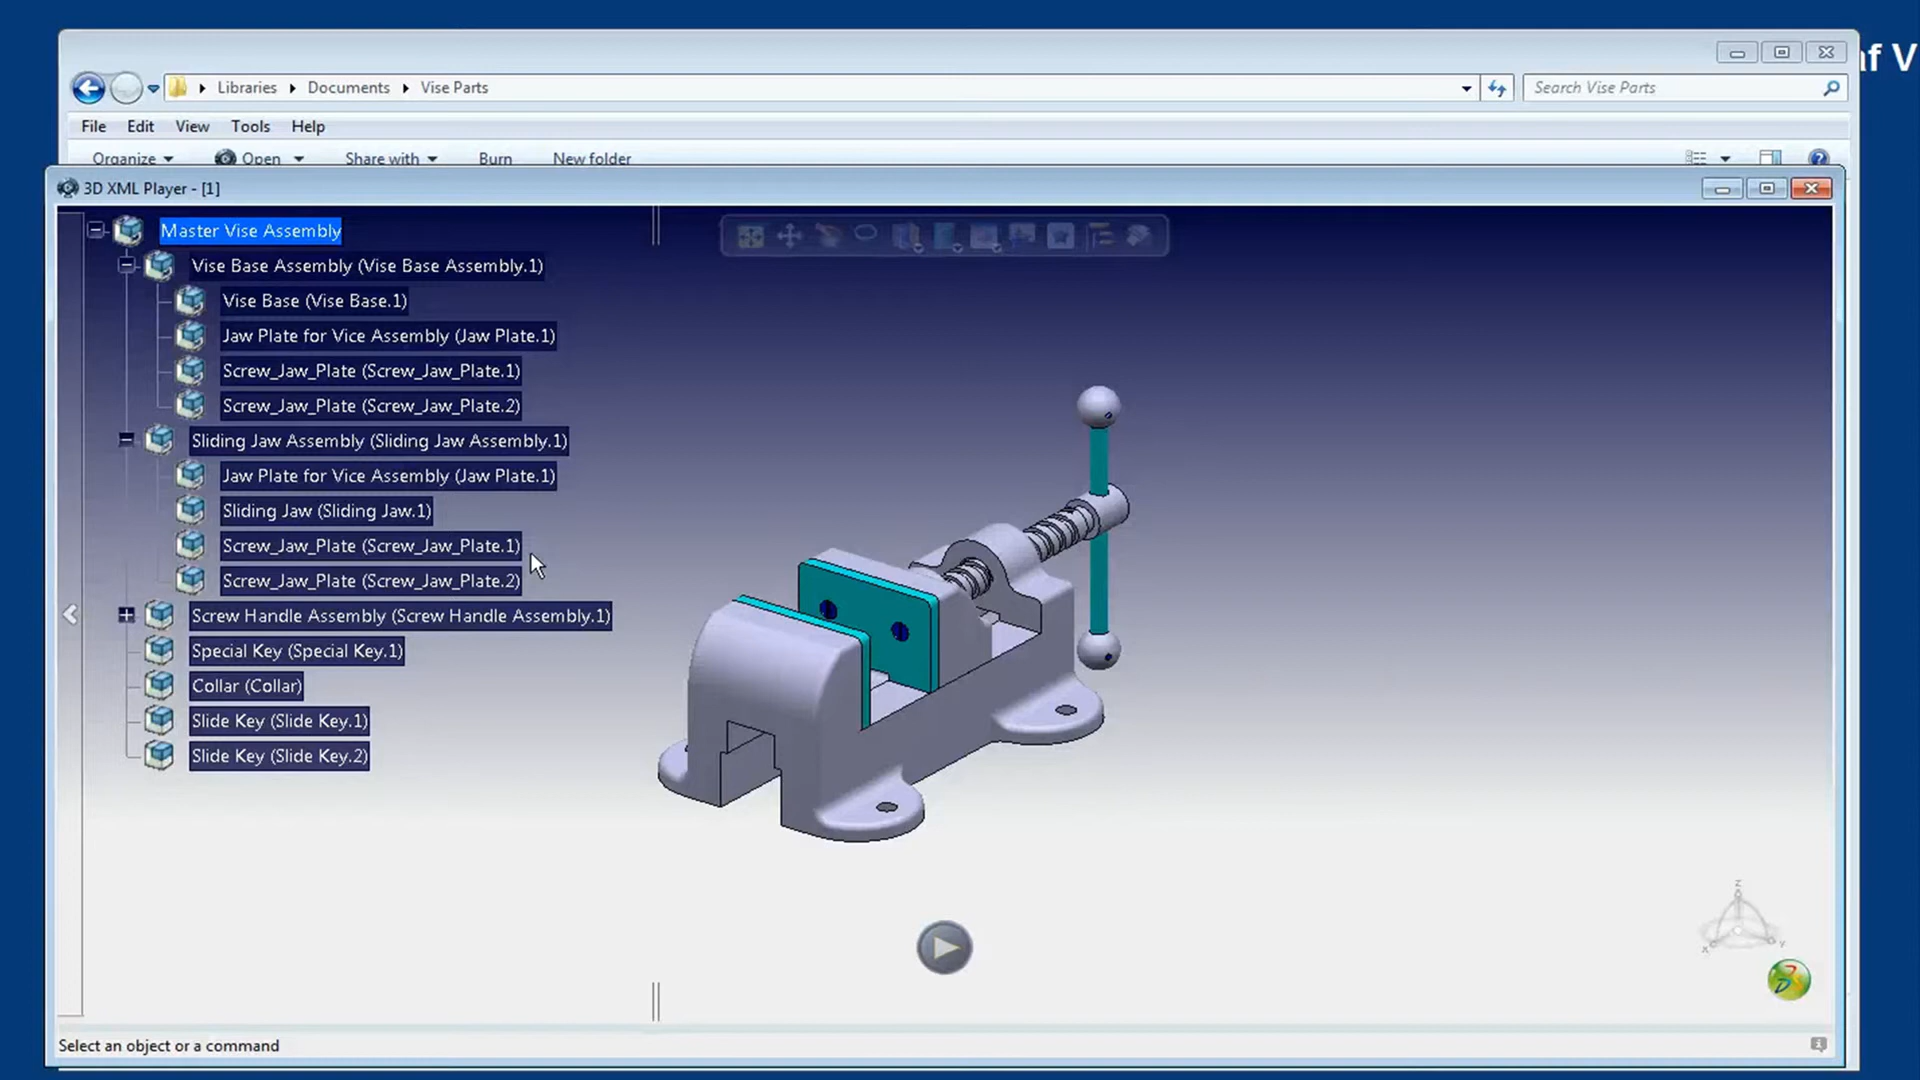 af V
Libraries Documents Vise Parts
Search Vise Parts
File Edit View Tools Help
Organize Open Share with Burn New folder
3D XML Player - [1]
Master Vise Assembly
Vise Base Assembly (Vise Base Assembly.1)
Vise Base (Vise Base.1)
Jaw Plate for Vice Assembly (Jaw Plate.1)
Screw_Jaw_Plate (Screw_Jaw_Plate.1)
Screw_Jaw_Plate (Screw_Jaw_Plate.2)
Sliding Jaw Assembly (Sliding Jaw Assembly.1)
Jaw Plate for Vice Assembly (Jaw Plate.1)
Sliding Jaw (Sliding Jaw.1)
Screw_Jaw_Plate (Screw_Jaw_Plate.1)
Screw_Jaw_Plate (Screw_Jaw_Plate.2)
Screw Handle Assembly (Screw Handle Assembly.1)
Special Key (Special Key.1)
Collar (Collar)
Slide Key (Slide Key.1)
Slide Key (Slide Key.2)
z
x y
Select an object or a command